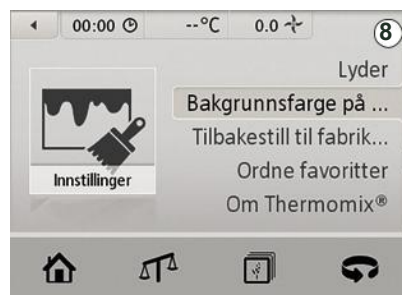 00:00 --°C 0.0
8
Lyder
Bakgrunnsfarge på ...
Tilbakestill til fabrik...
Ordne favoritter
Om Thermomix®
Innstillinger